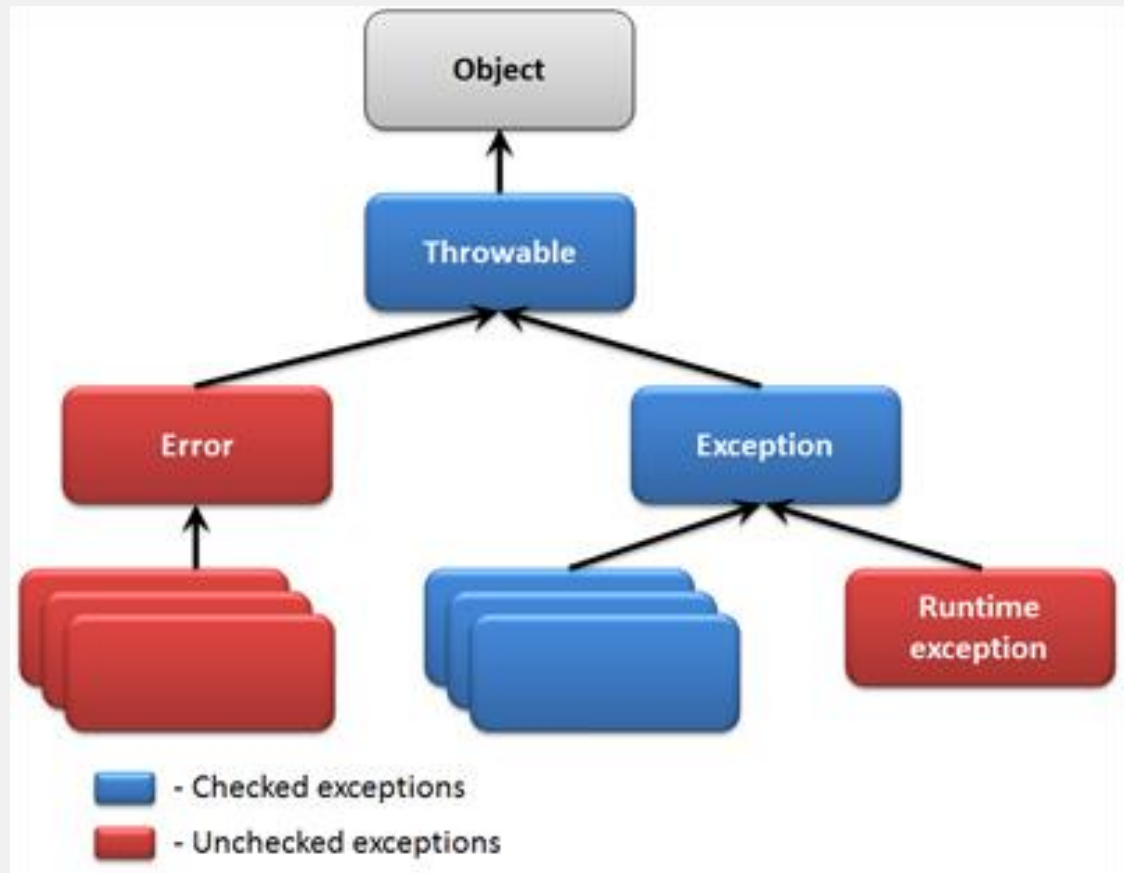 Object
Throwable
Error
Exception
Runtime
exception
- Checked exceptions
- Unchecked exceptions